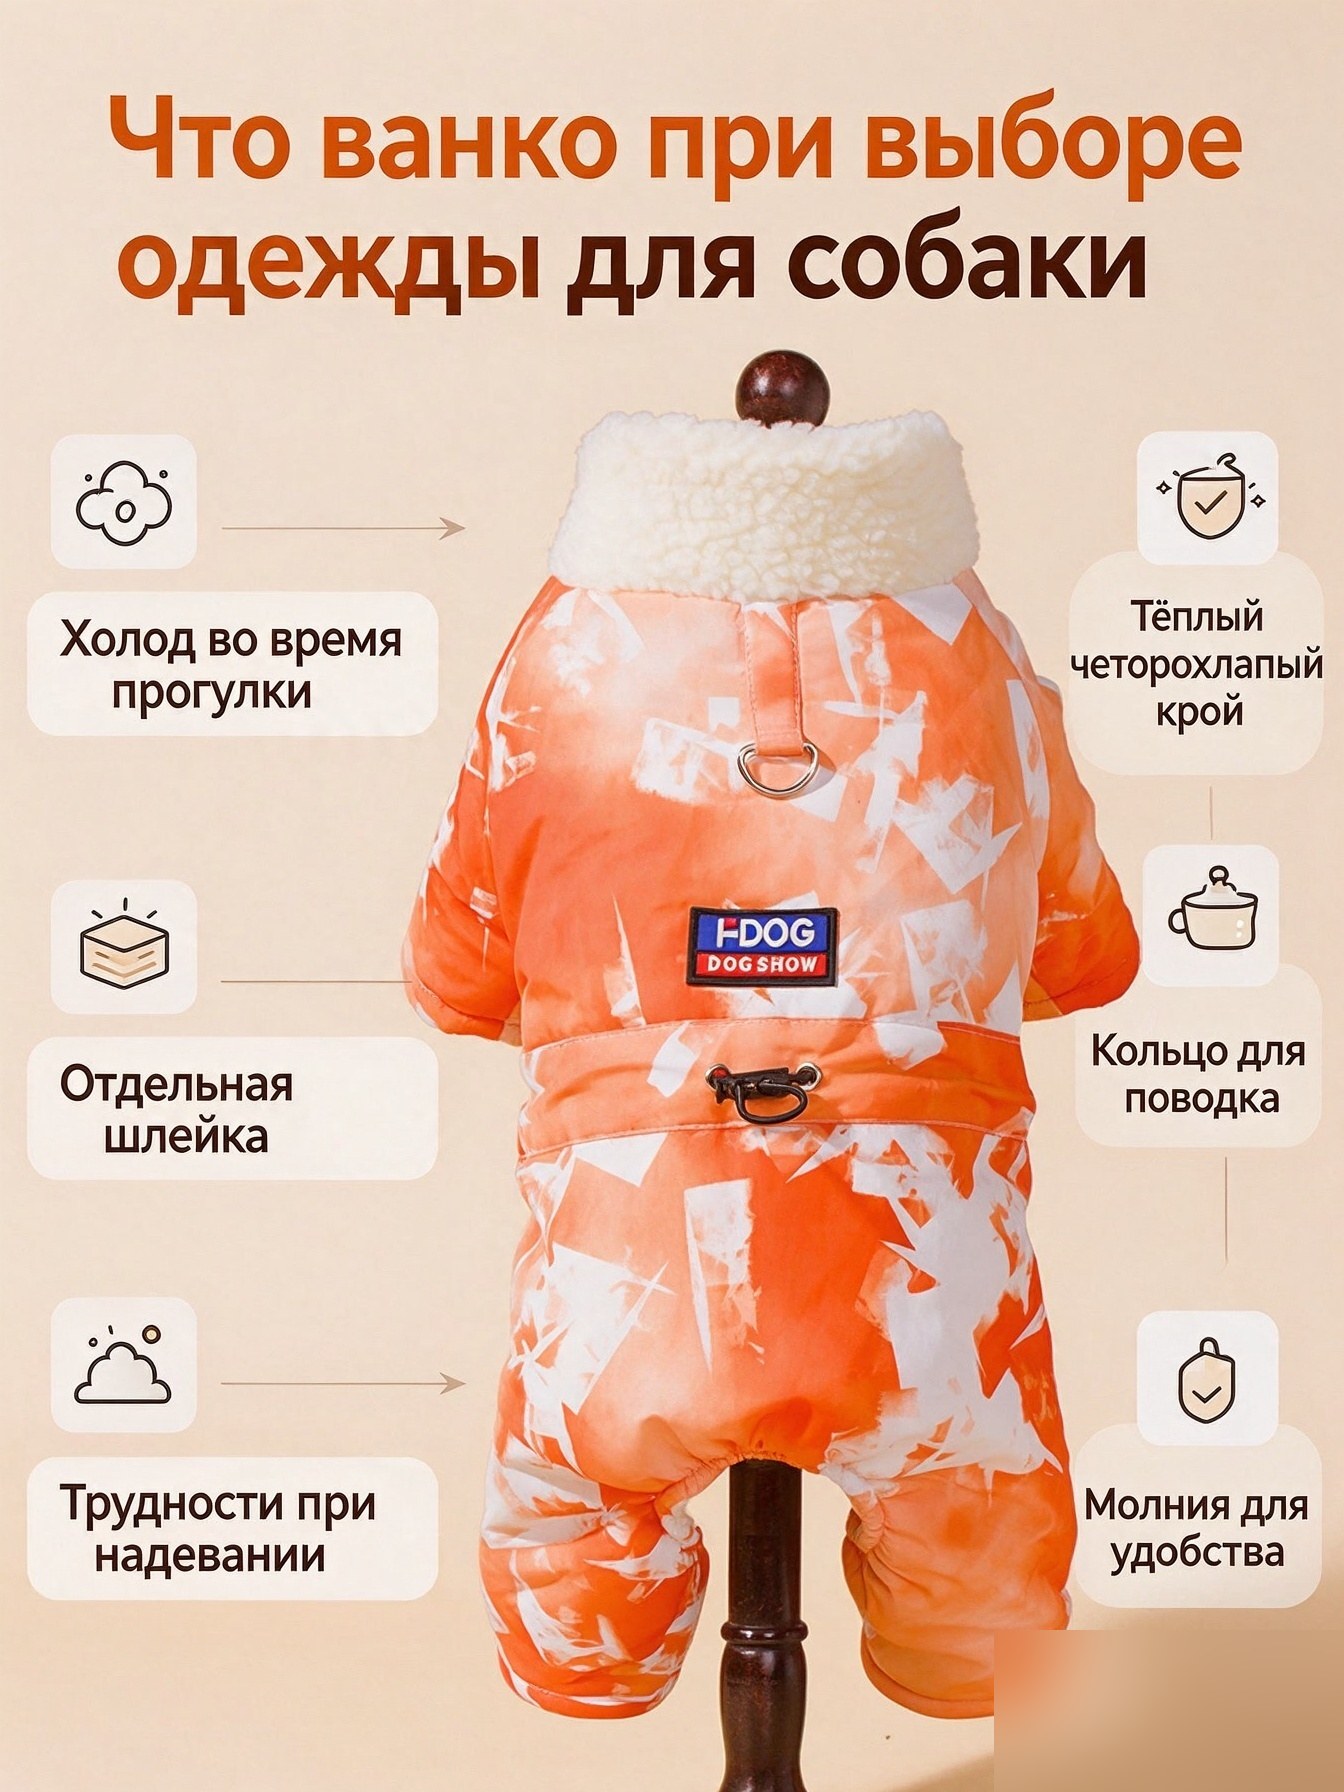 Что ванко при выборе
одежды для собаки
Холод во время
прогулки
Тёплый
четорохлапый
крой
DOG
DOG SHOW
Отдельная
шлейка
Кольцо для
поводка
Трудности при
надевании
Молния для
удобства